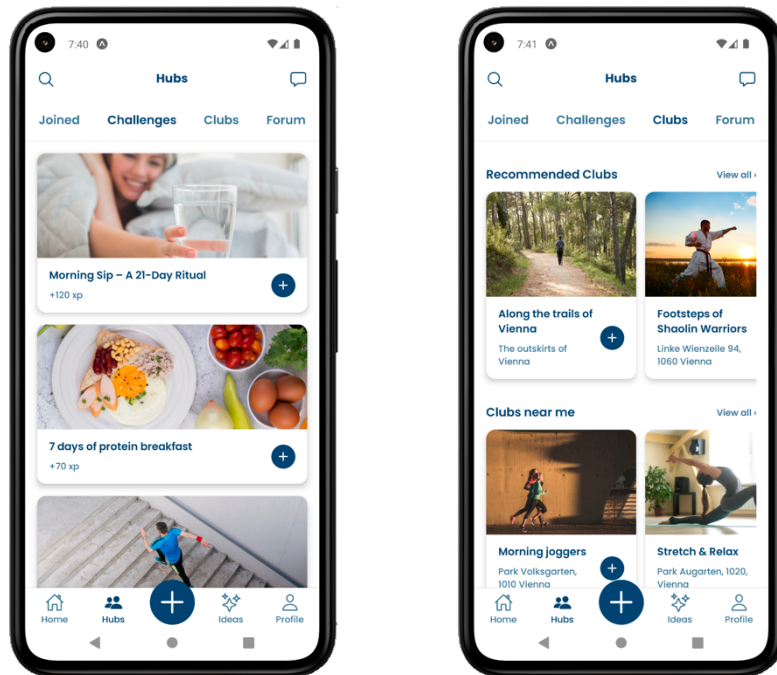 7:40
Hubs
Joined Challenges Clubs Forum
Morning Sip – A 21-Day Ritual
+120 xp
7 days of protein breakfast
+70 xp
Home Hubs Ideas Profile
7:41
Hubs
Joined Challenges Clubs Forum
Recommended Clubs View all ›
Along the trails of
Vienna
The outskirts of
Vienna
Footsteps of
Shaolin Warriors
Linke Wienzeile 94,
1060 Vienna
Clubs near me View all ›
Morning joggers
Park Volksgarten,
1010 Vienna
Stretch & Relax
Park Augarten, 1020,
Vienna
Home Hubs Ideas Profile